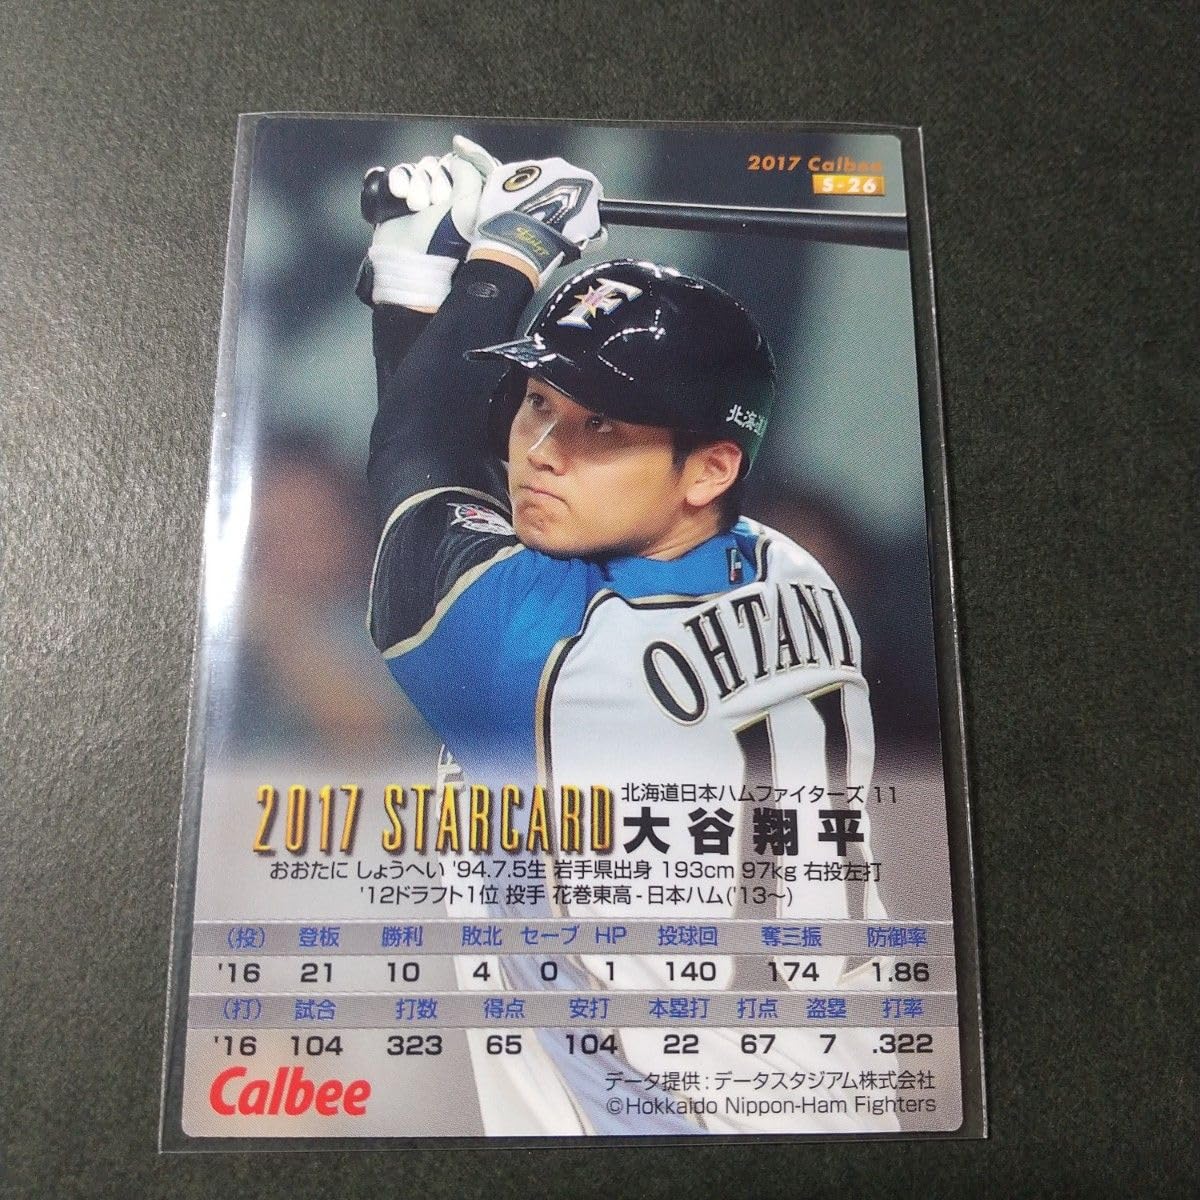 2017 Calbee
S-26
F
北海道
OHTANI
11
2017 STARCARD
北海道日本ハムファイターズ 11
大谷翔平
おおたに しょうへい '94.7.5生 岩手県出身 193cm 97kg 右投左打
'12ドラフト1位 投手 花巻東高-日本ハム('13〜)
(投) 登板 勝利 敗北 セーブ HP 投球回 奪三振 防御率
'16 21 10 4 0 1 140 174 1.86
(打) 試合 打数 得点 安打 本塁打 打点 盗塁 打率
'16 104 323 65 104 22 67 7 .322
Calbee
データ提供:データスタジアム株式会社
©Hokkaido Nippon-Ham Fighters